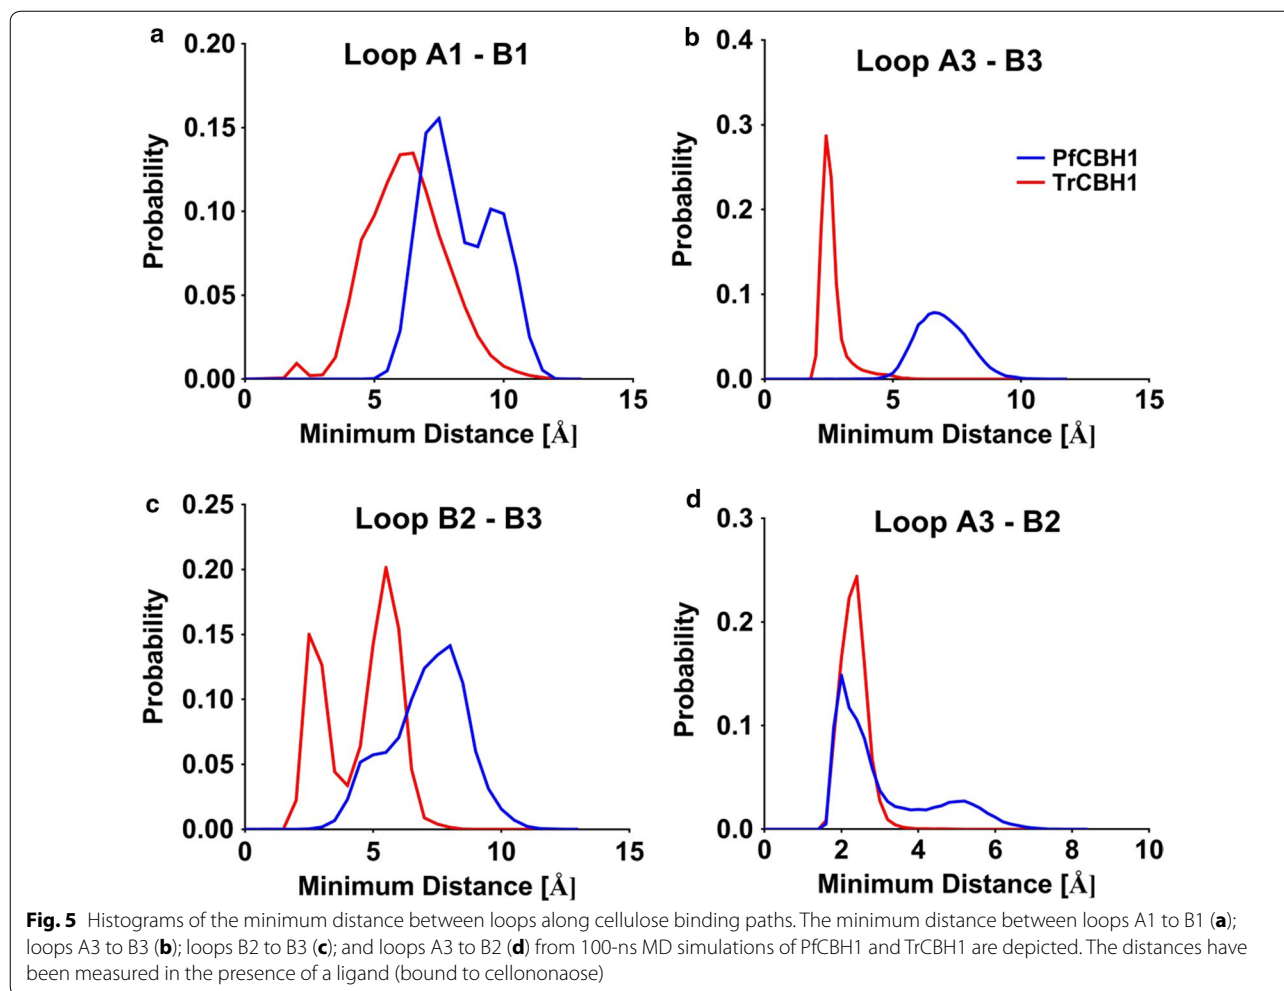 a
Loop A1 - B1
0.20
0.15
0.10
0.05
0.00
Probability
0 5 10 15
Minimum Distance [Å]
b
Loop A3 - B3
0.4
0.3
0.2
0.1
0.0
Probability
PfCBH1
TrCBH1
0 5 10 15
Minimum Distance [Å]
c
Loop B2 - B3
0.25
0.20
0.15
0.10
0.05
0.00
Probability
0 5 10 15
Minimum Distance [Å]
d
Loop A3 - B2
0.3
0.2
0.1
0.0
Probability
0 2 4 6 8 10
Minimum Distance [Å]
Fig. 5 Histograms of the minimum distance between loops along cellulose binding paths. The minimum distance between loops A1 to B1 (a);
loops A3 to B3 (b); loops B2 to B3 (c); and loops A3 to B2 (d) from 100-ns MD simulations of PfCBH1 and TrCBH1 are depicted. The distances have
been measured in the presence of a ligand (bound to cellononaose)